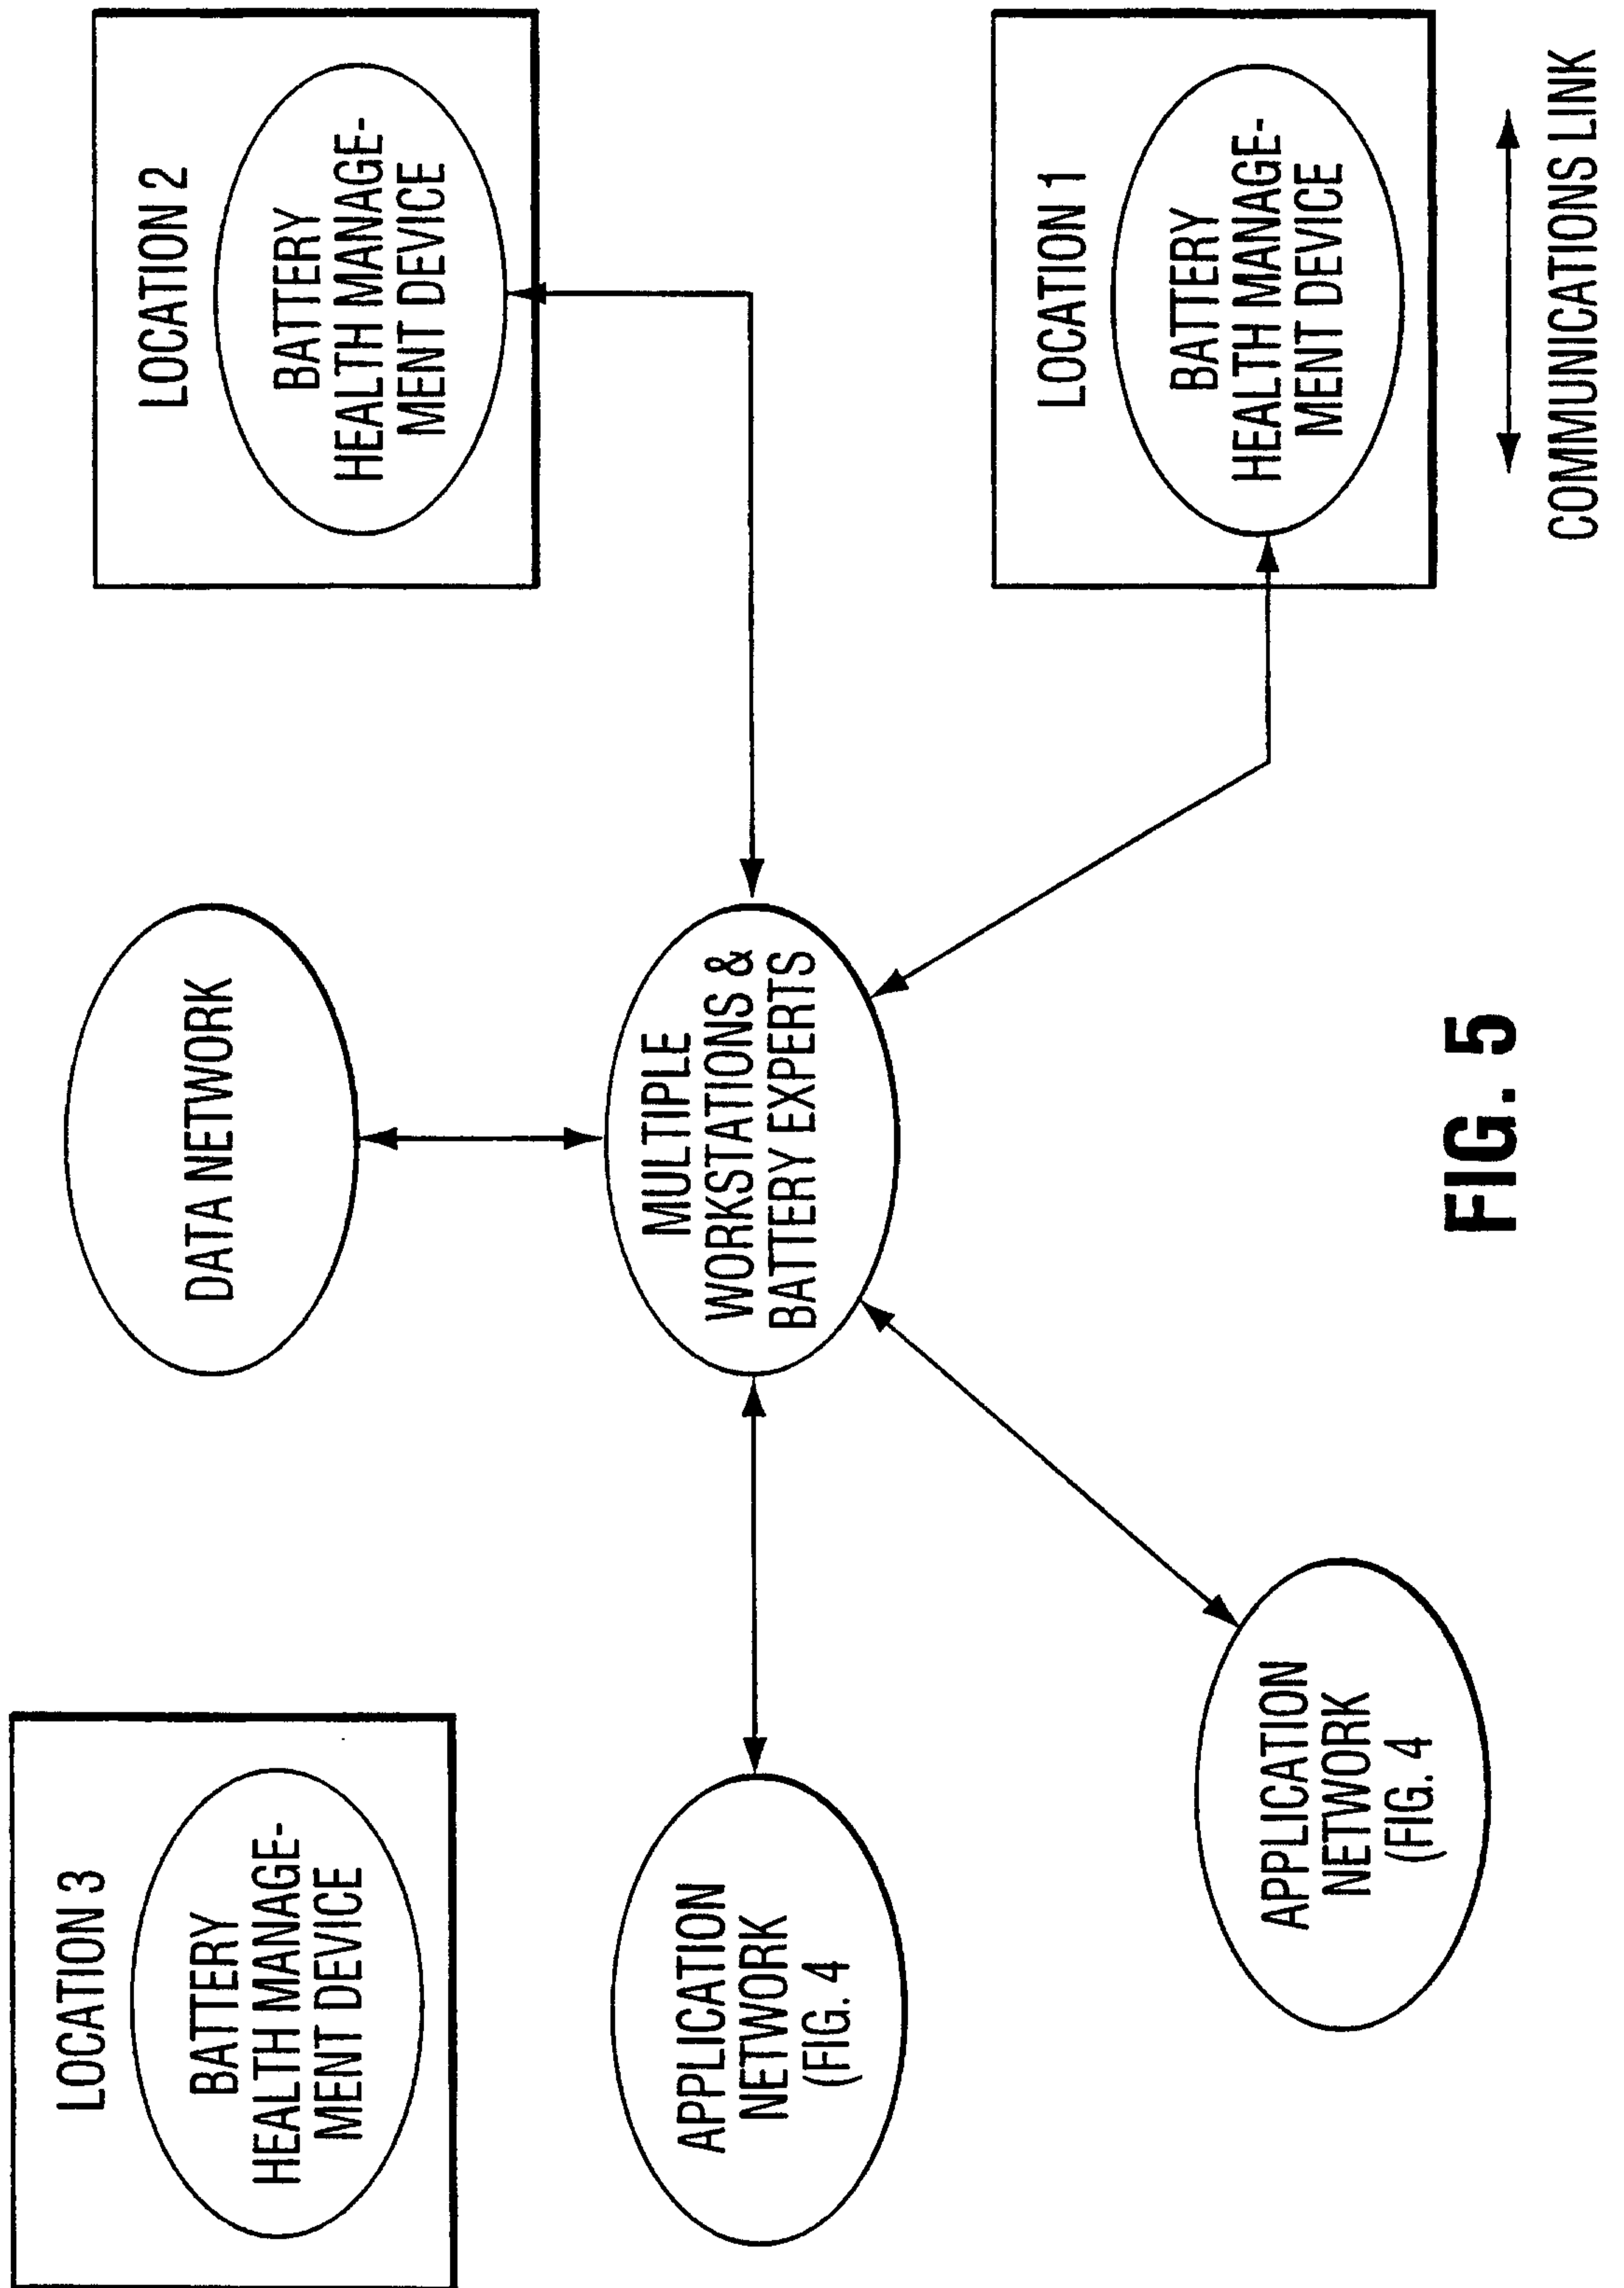 LOCATION 3
BATTERY
HEALTH MANAGE-
MENT DEVICE
DATA NETWORK
LOCATION 2
BATTERY
HEALTH MANAGE-
MENT DEVICE
APPLICATION
NETWORK
(FIG. 4
MULTIPLE
WORKSTATIONS &
BATTERY EXPERTS
APPLICATION
NETWORK
(FIG. 4
LOCATION 1
BATTERY
HEALTH MANAGE-
MENT DEVICE
COMMUNICATIONS LINK
FIG. 5